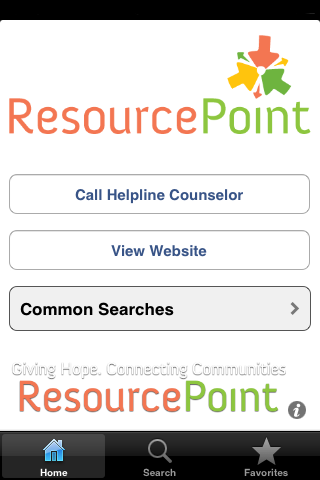 ResourcePoint
Call Helpline Counselor
View Website
Common Searches
Giving Hope. Connecting Communities
ResourcePoint
i
Home Search Favorites